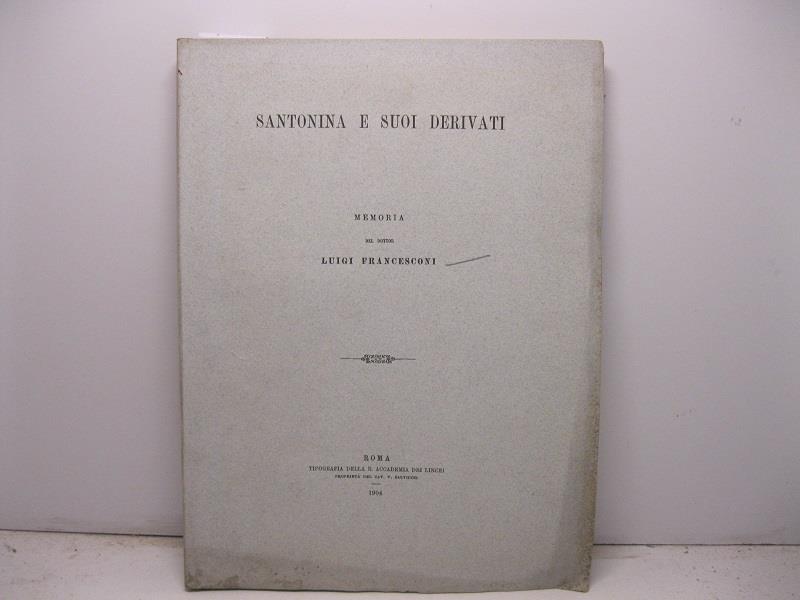 SANTONINA E SUOI DERIVATI
MEMORIA
DEL DOTTOR
LUIGI FRANCESCONI
ROMA
TIPOGRAFIA DELLA R. ACCADEMIA DEI LINCEI
PROPRIETÀ DEL CAV. V. SALVIUCCI
1904